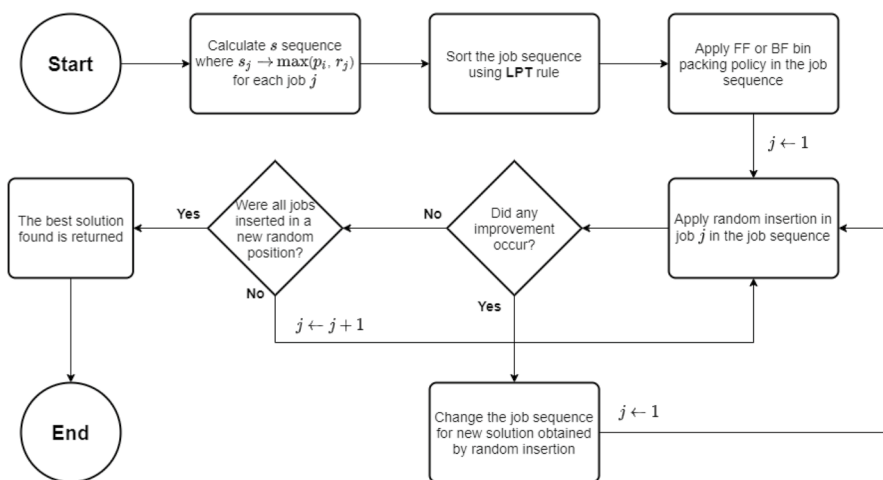 Start
Calculate s sequence
where s_j → max(p_i, r_j)
for each job j
Sort the job sequence
using LPT rule
Apply FF or BF bin
packing policy in the job
sequence
j ← 1
The best solution
found is returned
Yes
Were all jobs
inserted in a
new random
position?
No
Did any
improvement
occur?
Apply random insertion in
job j in the job sequence
No
Yes
j ← j + 1
End
Change the job sequence
for new solution obtained
by random insertion
j ← 1